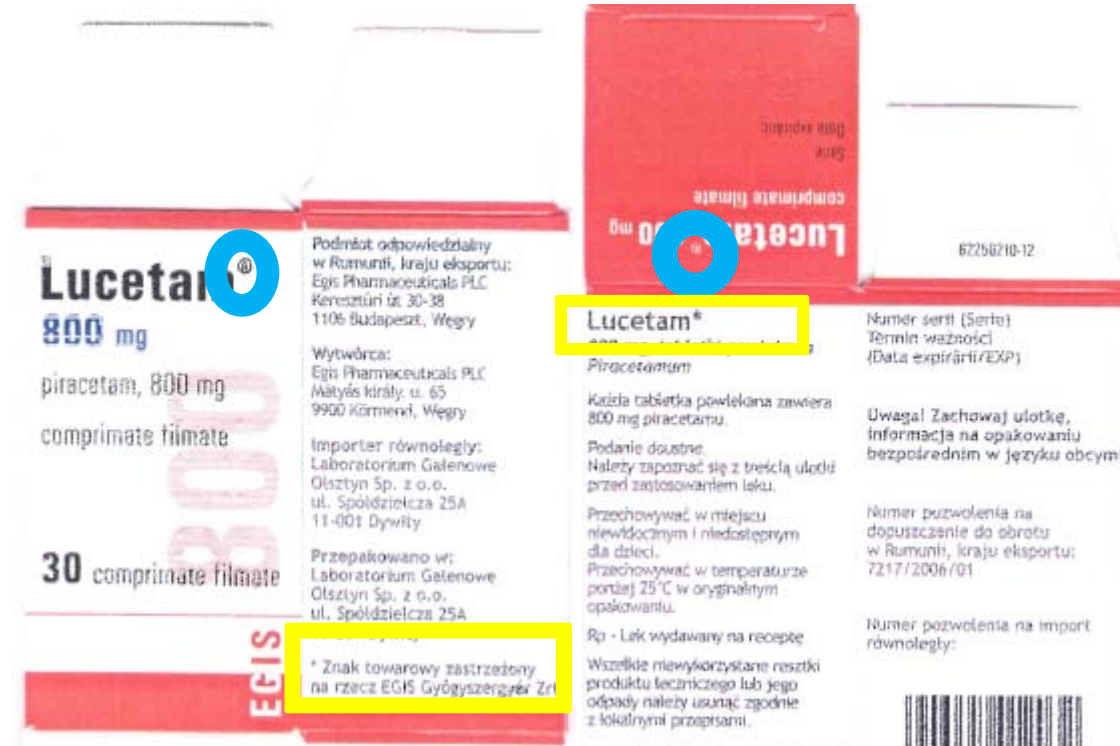 Lucetam®
800 mg
piracetam, 800 mg
comprimate filmate
800
30 comprimate filmate
EGIS
Podmiot odpowiedzialny
w Rumunii, kraju eksportu:
Egis Pharmaceuticals PLC
Keresztúri út 30-38
1106 Budapeszt, Węgry
Wytwórca:
Egis Pharmaceuticals PLC
Mátyás király. u. 65
9900 Körmend, Węgry
Importer równoległy:
Laboratorium Galenowe
Olsztyn Sp. z o.o.
ul. Spółdzielcza 25A
11-001 Dywity
Przepakowano w:
Laboratorium Galenowe
Olsztyn Sp. z o.o.
ul. Spółdzielcza 25A
* Znak towarowy zastrzeżony
na rzecz EGIS Gyógyszergyár
Data expirării
Serie
comprimate filmate
®
mg
Lucetam*
Piracetamum
Każda tabletka powlekana zawiera
800 mg piracetamu.
Podanie doustne.
Należy zapoznać się z treścią ulotki
przed zastosowaniem leku.
Przechowywać w miejscu
niewidocznym i niedostępnym
dla dzieci.
Przechowywać w temperaturze
poniżej 25°C w oryginalnym
opakowaniu.
Rp - Lek wydawany na receptę
Wszelkie niewykorzystane resztki
produktu leczniczego lub jego
odpady należy usunąć zgodnie
z lokalnymi przepisami.
62256210-12
Numer serii (Serie)
Termin ważności
(Data expirării/EXP)
Uwaga! Zachowaj ulotkę,
informacja na opakowaniu
bezpośrednim w języku obcym
Numer pozwolenia na
dopuszczenie do obrotu
w Rumunii, kraju eksportu:
7217/2006/01
Numer pozwolenia na import
równoległy: